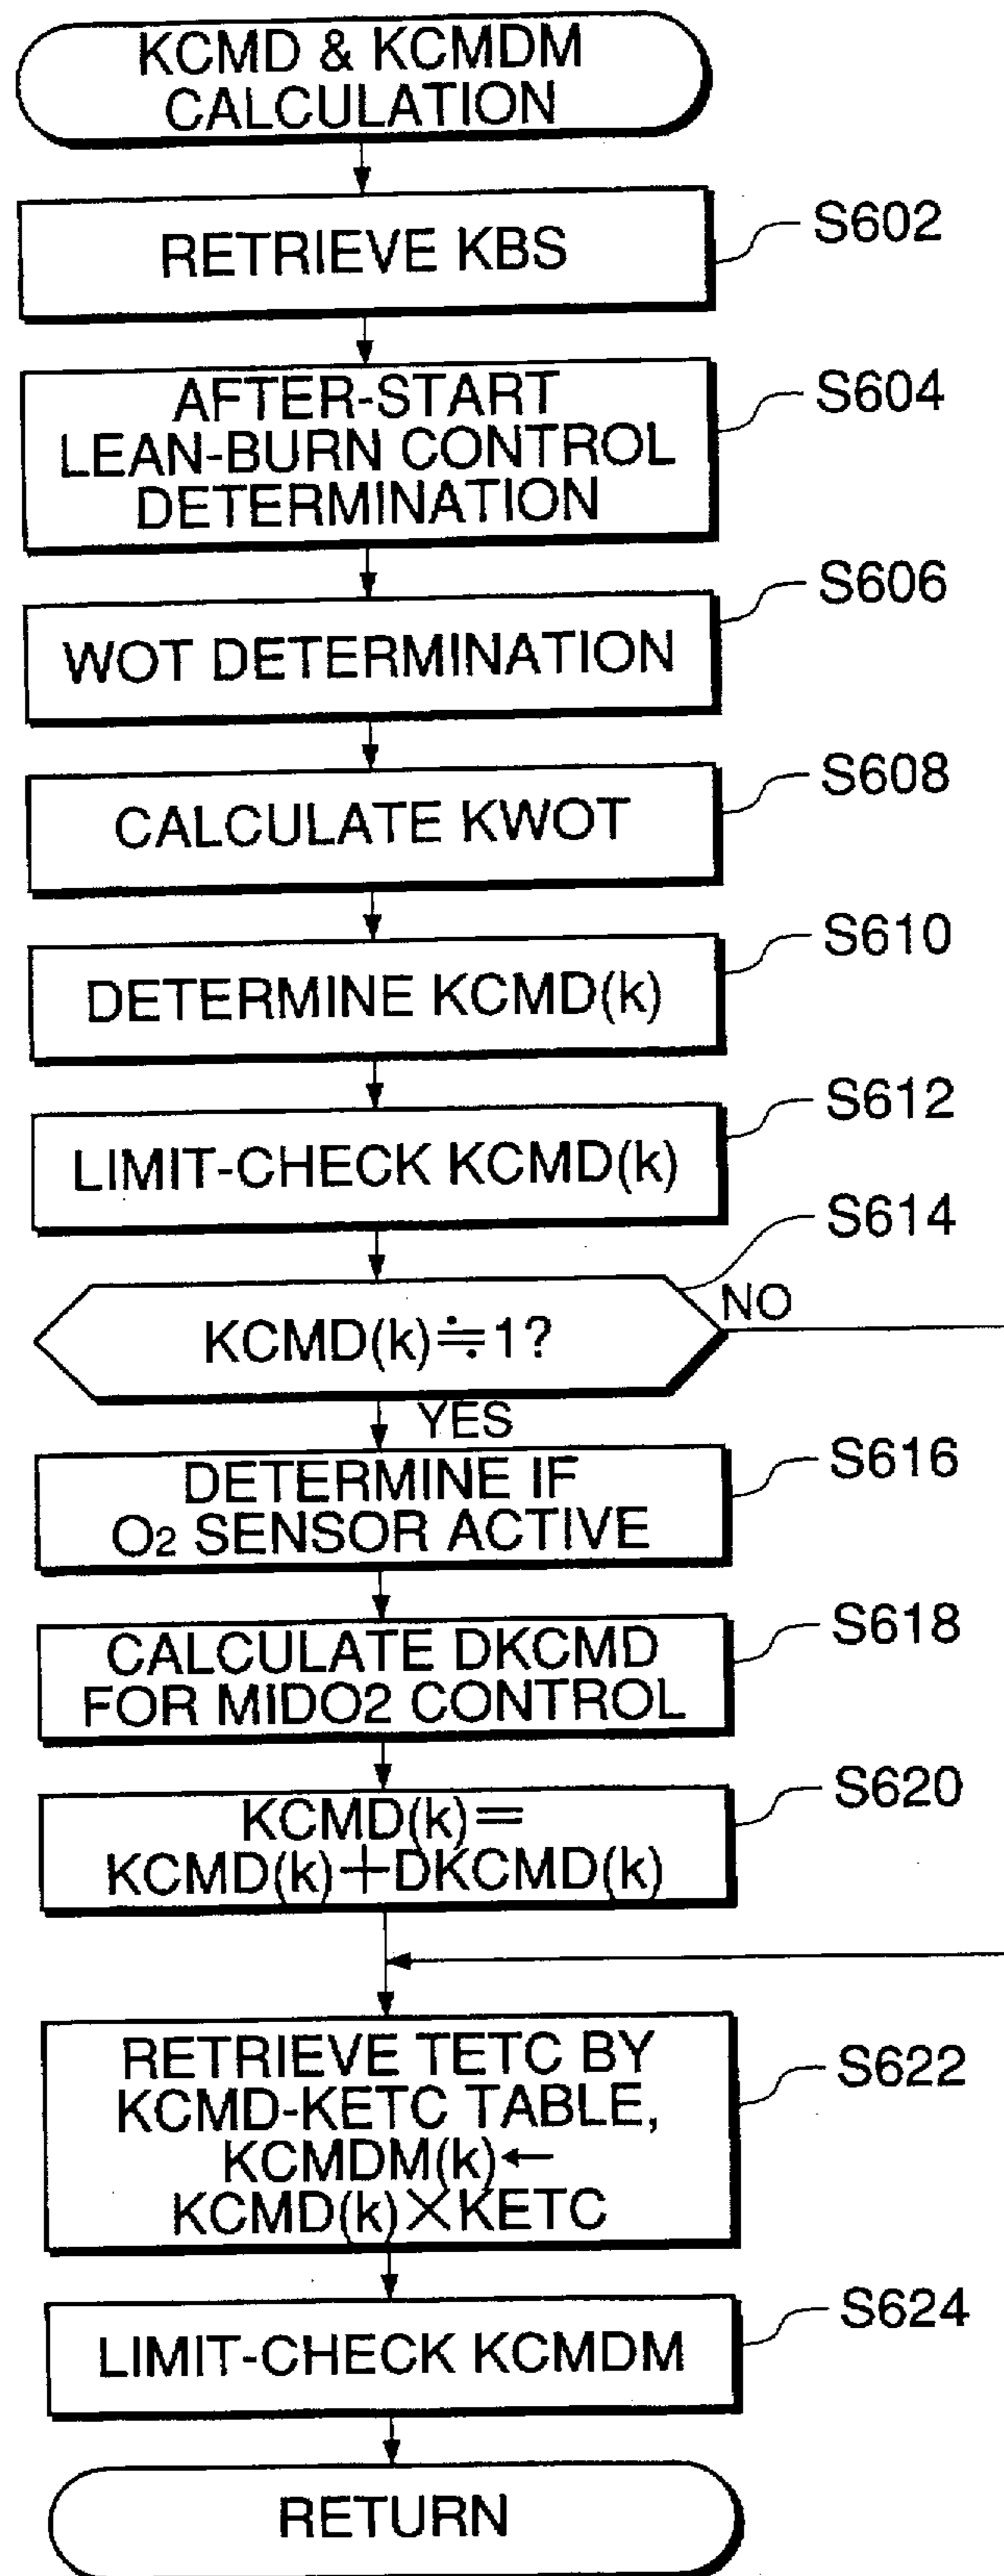 KCMD & KCMDM
CALCULATION
RETRIEVE KBS
S602
AFTER-START
LEAN-BURN CONTROL
DETERMINATION
S604
WOT DETERMINATION
S606
CALCULATE KWOT
S608
DETERMINE KCMD(k)
S610
LIMIT-CHECK KCMD(k)
S612
KCMD(k)≒1?
S614
NO
YES
DETERMINE IF
O₂ SENSOR ACTIVE
S616
CALCULATE DKCMD
FOR MIDO2 CONTROL
S618
KCMD(k)=
KCMD(k)+DKCMD(k)
S620
RETRIEVE TETC BY
KCMD-KETC TABLE,
KCMDM(k)←
KCMD(k)×KETC
S622
LIMIT-CHECK KCMDM
S624
RETURN